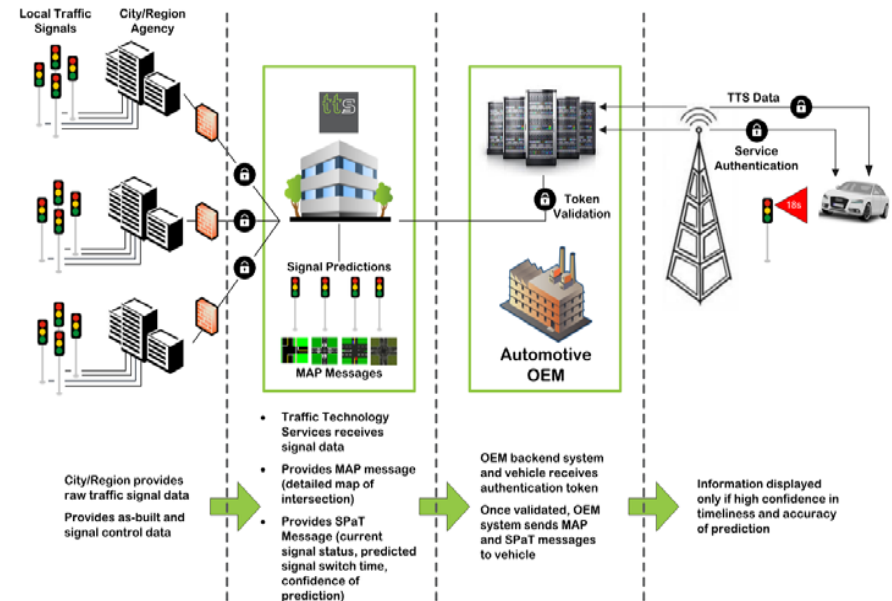 Local Traffic
Signals
City/Region
Agency
tts
Signal Predictions
MAP Messages
Token
Validation
Automotive
OEM
TTS Data
Service
Authentication
18s
City/Region provides
raw traffic signal data
Provides as-built and
signal control data
• Traffic Technology
Services receives
signal data
• Provides MAP message
(detailed map of
intersection)
• Provides SPaT
Message (current
signal status, predicted
signal switch time,
confidence of
prediction)
OEM backend system
and vehicle receives
authentication token
Once validated, OEM
system sends MAP
and SPaT messages
to vehicle
Information displayed
only if high confidence in
timeliness and accuracy
of prediction